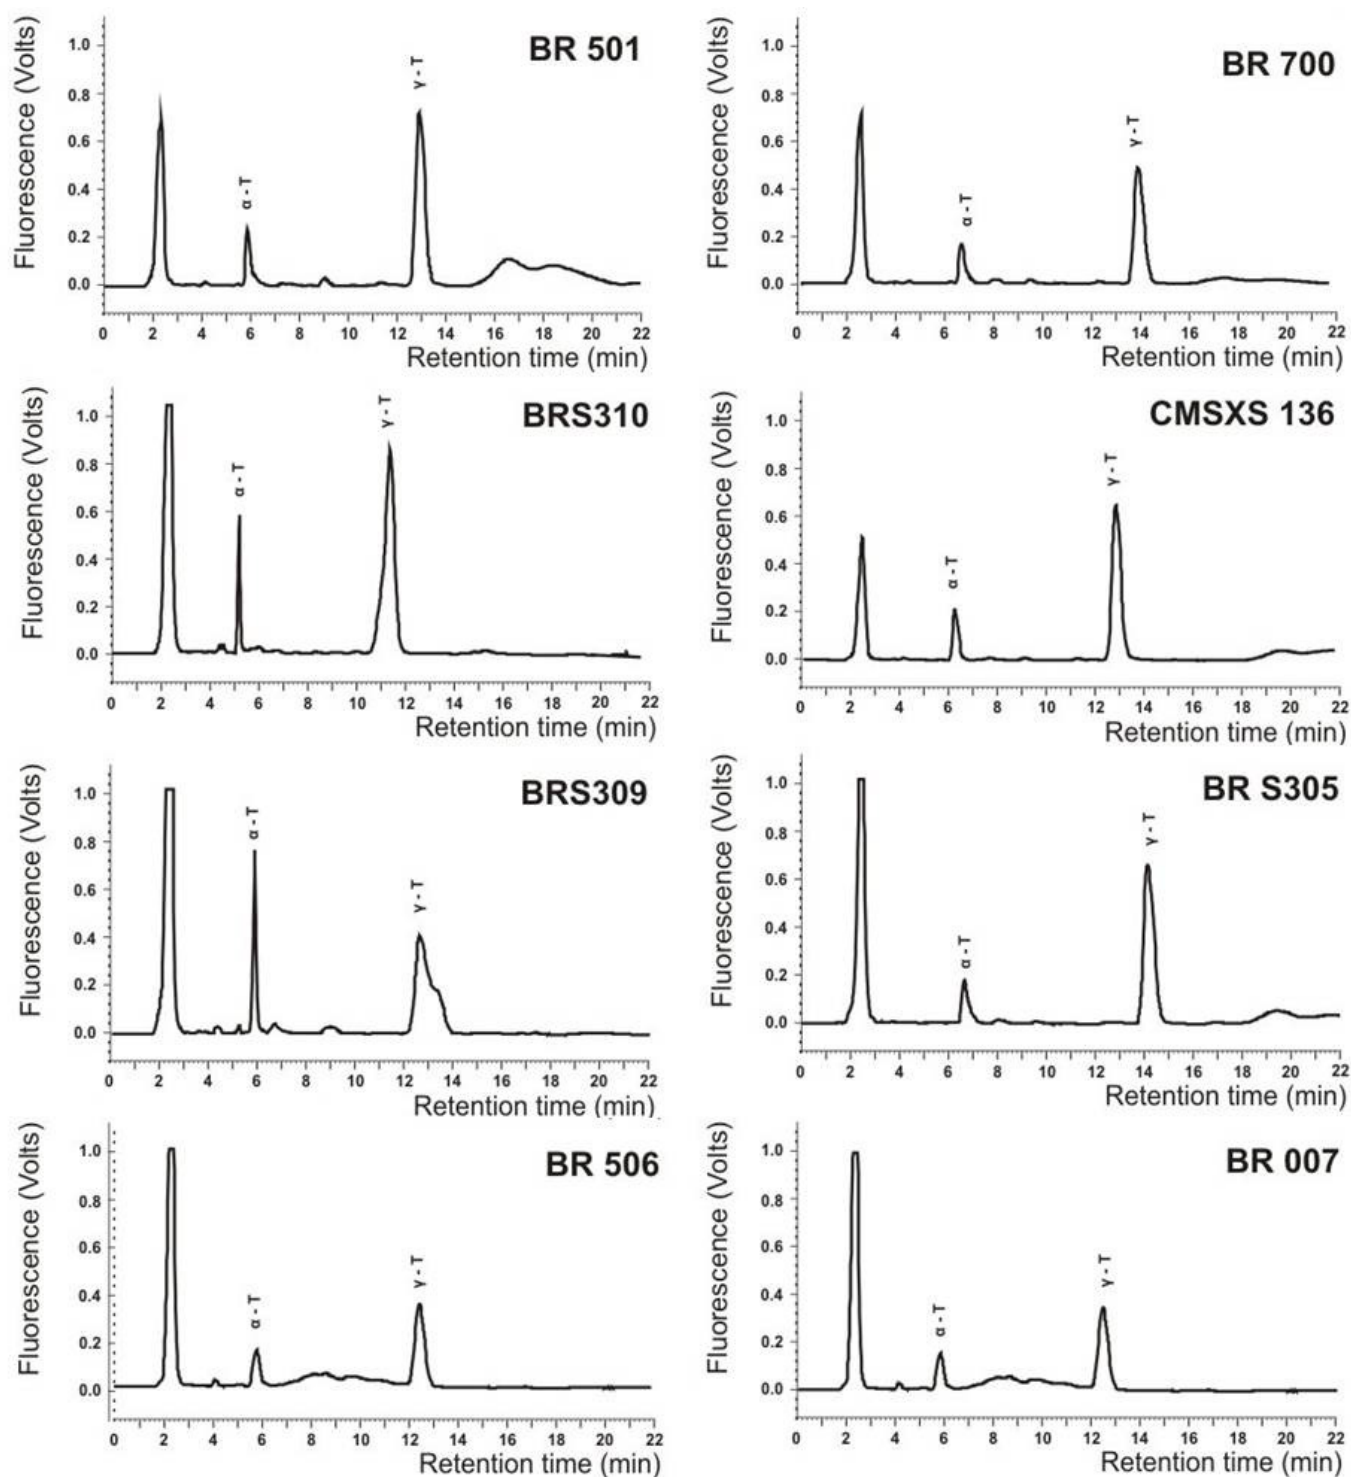 Fluorescence (Volts)
BR 501
α - T
γ - T
1.0
0.8
0.6
0.4
0.2
0.0
0 2 4 6 8 10 12 14 16 18 20 22
Retention time (min)
Fluorescence (Volts)
BR 700
α - T
γ - T
1.0
0.8
0.6
0.4
0.2
0.0
0 2 4 6 8 10 12 14 16 18 20 22
Retention time (min)
Fluorescence (Volts)
BRS310
α - T
γ - T
1.0
0.8
0.6
0.4
0.2
0.0
0 2 4 6 8 10 12 14 16 18 20 22
Retention time (min)
Fluorescence (Volts)
CMSXS 136
α - T
γ - T
1.0
0.8
0.6
0.4
0.2
0.0
0 2 4 6 8 10 12 14 16 18 20 22
Retention time (min)
Fluorescence (Volts)
BRS309
α - T
γ - T
1.0
0.8
0.6
0.4
0.2
0.0
0 2 4 6 8 10 12 14 16 18 20 22
Retention time (min)
Fluorescence (Volts)
BR S305
α - T
γ - T
1.0
0.8
0.6
0.4
0.2
0.0
0 2 4 6 8 10 12 14 16 18 20 22
Retention time (min)
Fluorescence (Volts)
BR 506
α - T
γ - T
1.0
0.8
0.6
0.4
0.2
0.0
0 2 4 6 8 10 12 14 16 18 20 22
Retention time (min)
Fluorescence (Volts)
BR 007
α - T
γ - T
1.0
0.8
0.6
0.4
0.2
0.0
0 2 4 6 8 10 12 14 16 18 20 22
Retention time (min)